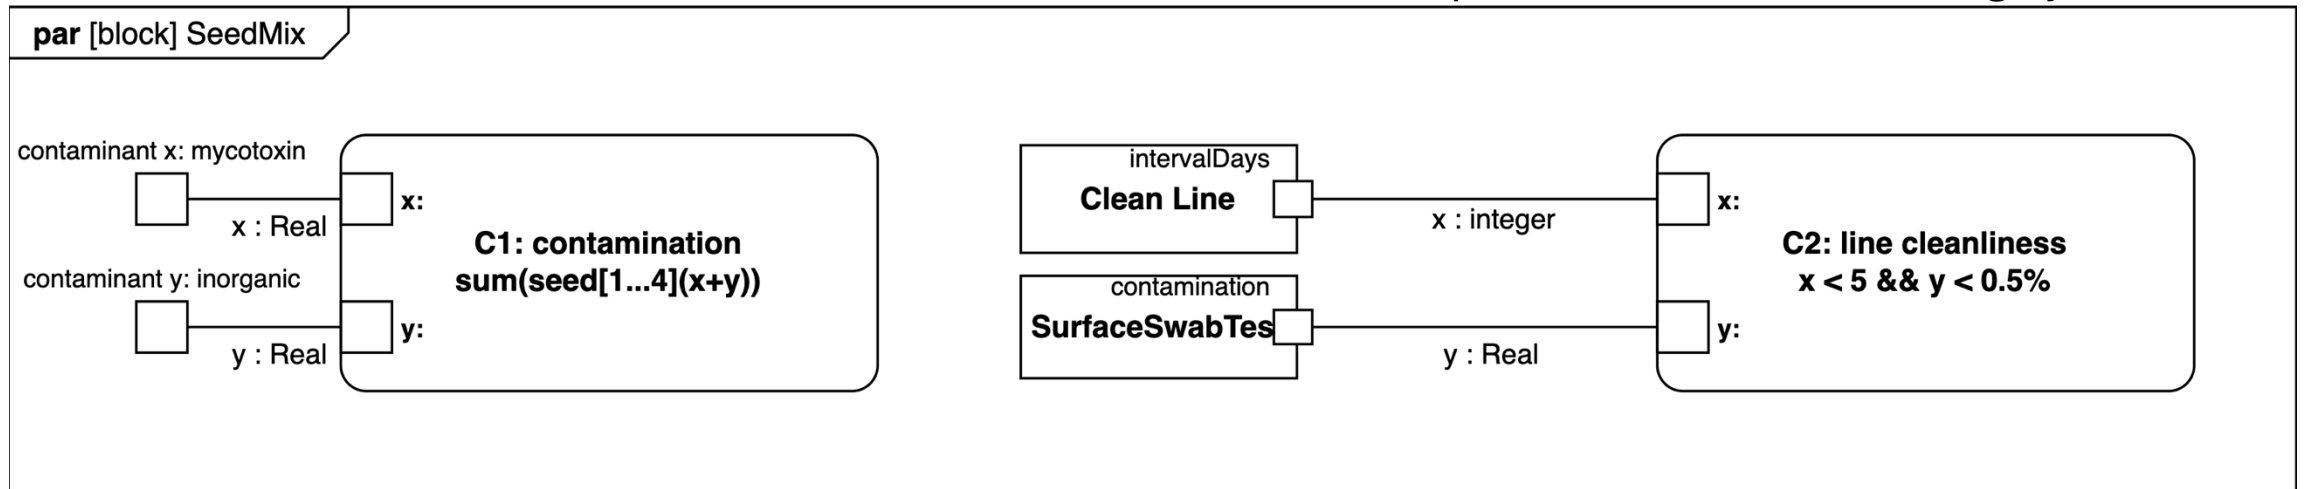 par [block] SeedMix
contaminant x: mycotoxin
x : Real
x:
contaminant y: inorganic
y : Real
y:
C1: contamination
sum(seed[1...4](x+y))
intervalDays
Clean Line
x : integer
x:
contamination
SurfaceSwabTes
y : Real
y:
C2: line cleanliness
x < 5 && y < 0.5%